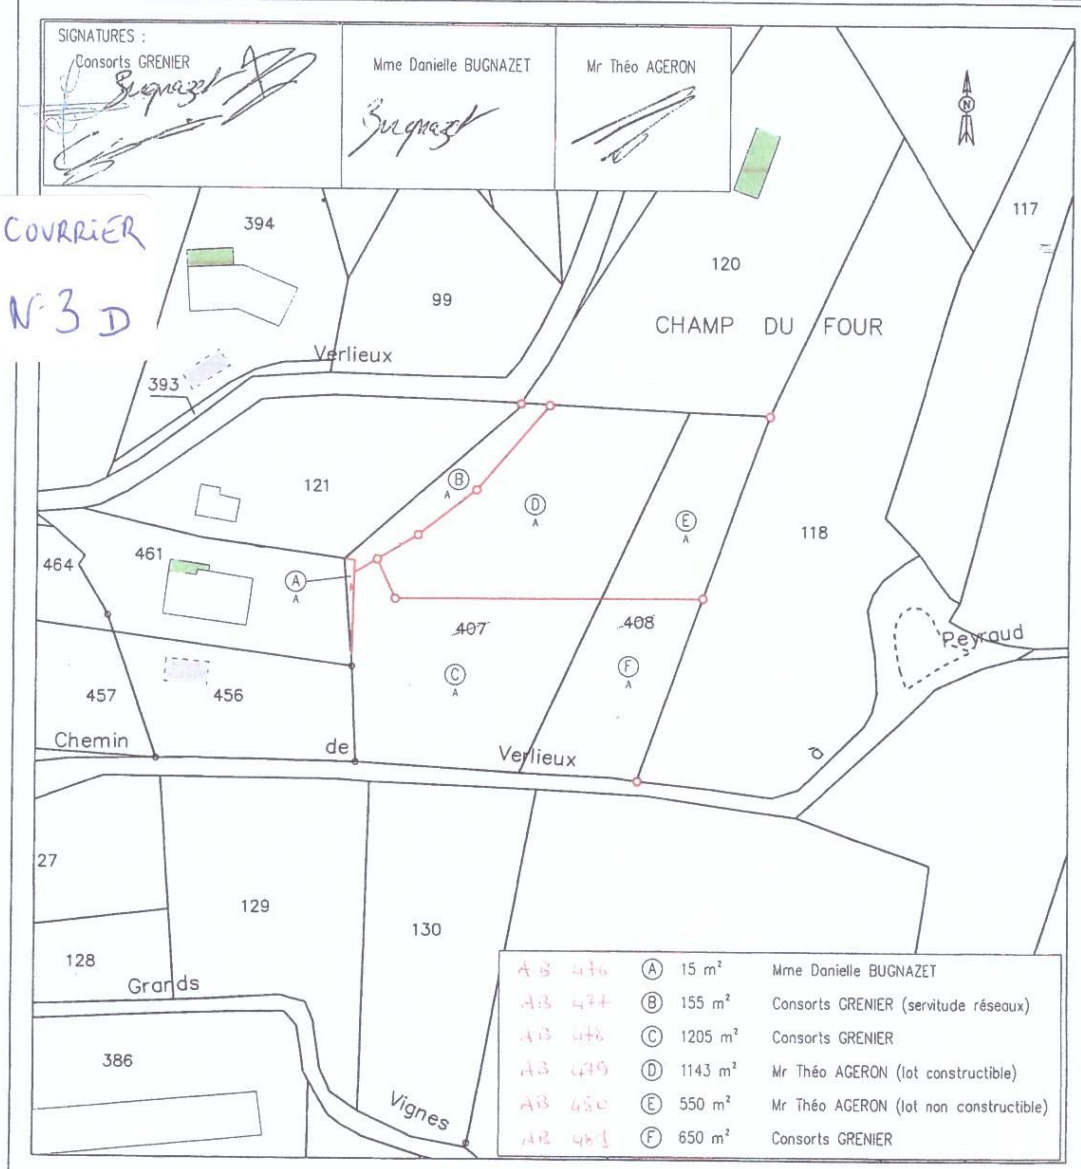 SIGNATURES :
Consorts GRENIER
Bugnazet
Mme Danielle BUGNAZET
Bugnazet
Mr Théo AGERON
N
COURRIER
N°3 D
394
99
120
117
CHAMP DU FOUR
Verlieux
393
121
B
A
D
A
E
A
118
464
461
A
A
407
408
Peyraud
C
A
F
A
457
456
Chemin de Verlieux
à
27
129
130
128
Grands
386
Vignes
AB 476 A 15 m² Mme Danielle BUGNAZET
AB 477 B 155 m² Consorts GRENIER (servitude réseaux)
AB 478 C 1205 m² Consorts GRENIER
AB 479 D 1143 m² Mr Théo AGERON (lot constructible)
AB 480 E 550 m² Mr Théo AGERON (lot non constructible)
AB 481 F 650 m² Consorts GRENIER